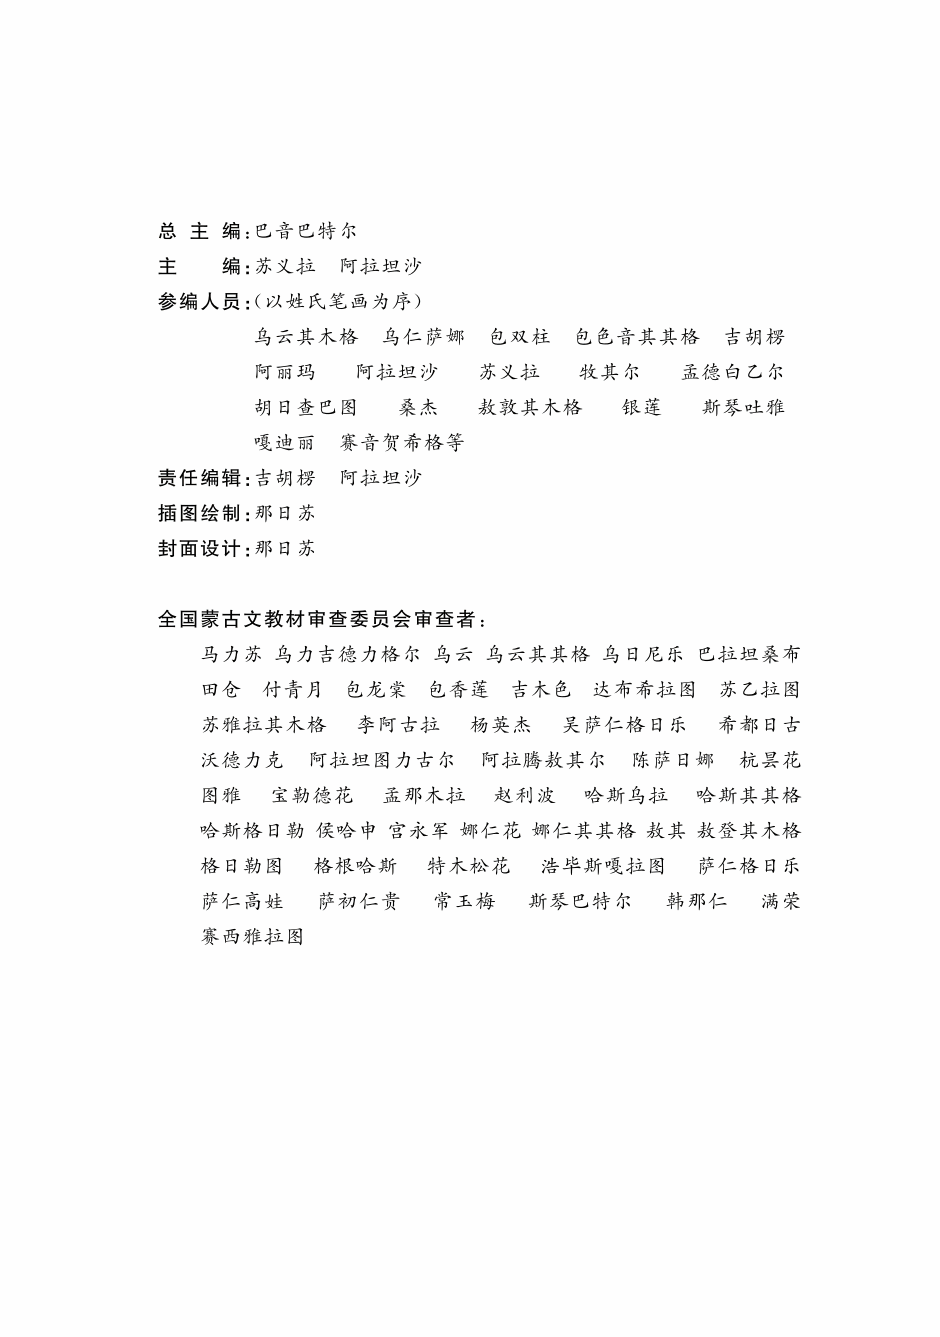 总 主 编:巴音巴特尔
主  编:苏义拉 阿拉坦沙
参编人员:(以姓氏笔画为序)
乌云其木格 乌仁萨娜 包双柱 包色音其其格 吉胡楞
阿丽玛 阿拉坦沙 苏义拉 牧其尔 孟德白乙尔
胡日查巴图 桑杰 敖敦其木格 银莲 斯琴吐雅
嘎迪丽 赛音贺希格等
责任编辑:吉胡楞 阿拉坦沙
插图绘制:那日苏
封面设计:那日苏
全国蒙古文教材审查委员会审查者:
马力苏 乌力吉德力格尔 乌云 乌云其其格 乌日尼乐 巴拉坦桑布
田仓 付青月 包龙棠 包香莲 吉木色 达布希拉图 苏乙拉图
苏雅拉其木格 李阿古拉 杨英杰 吴萨仁格日乐 希都日古
沃德力克 阿拉坦图力古尔 阿拉腾敖其尔 陈萨日娜 杭昙花
图雅 宝勒德花 孟那木拉 赵利波 哈斯乌拉 哈斯其其格
哈斯格日勒 侯哈申 宫永军 娜仁花 娜仁其其格 敖其 敖登其木格
格日勒图 格根哈斯 特木松花 浩毕斯嘎拉图 萨仁格日乐
萨仁高娃 萨初仁贵 常玉梅 斯琴巴特尔 韩那仁 满荣
赛西雅拉图